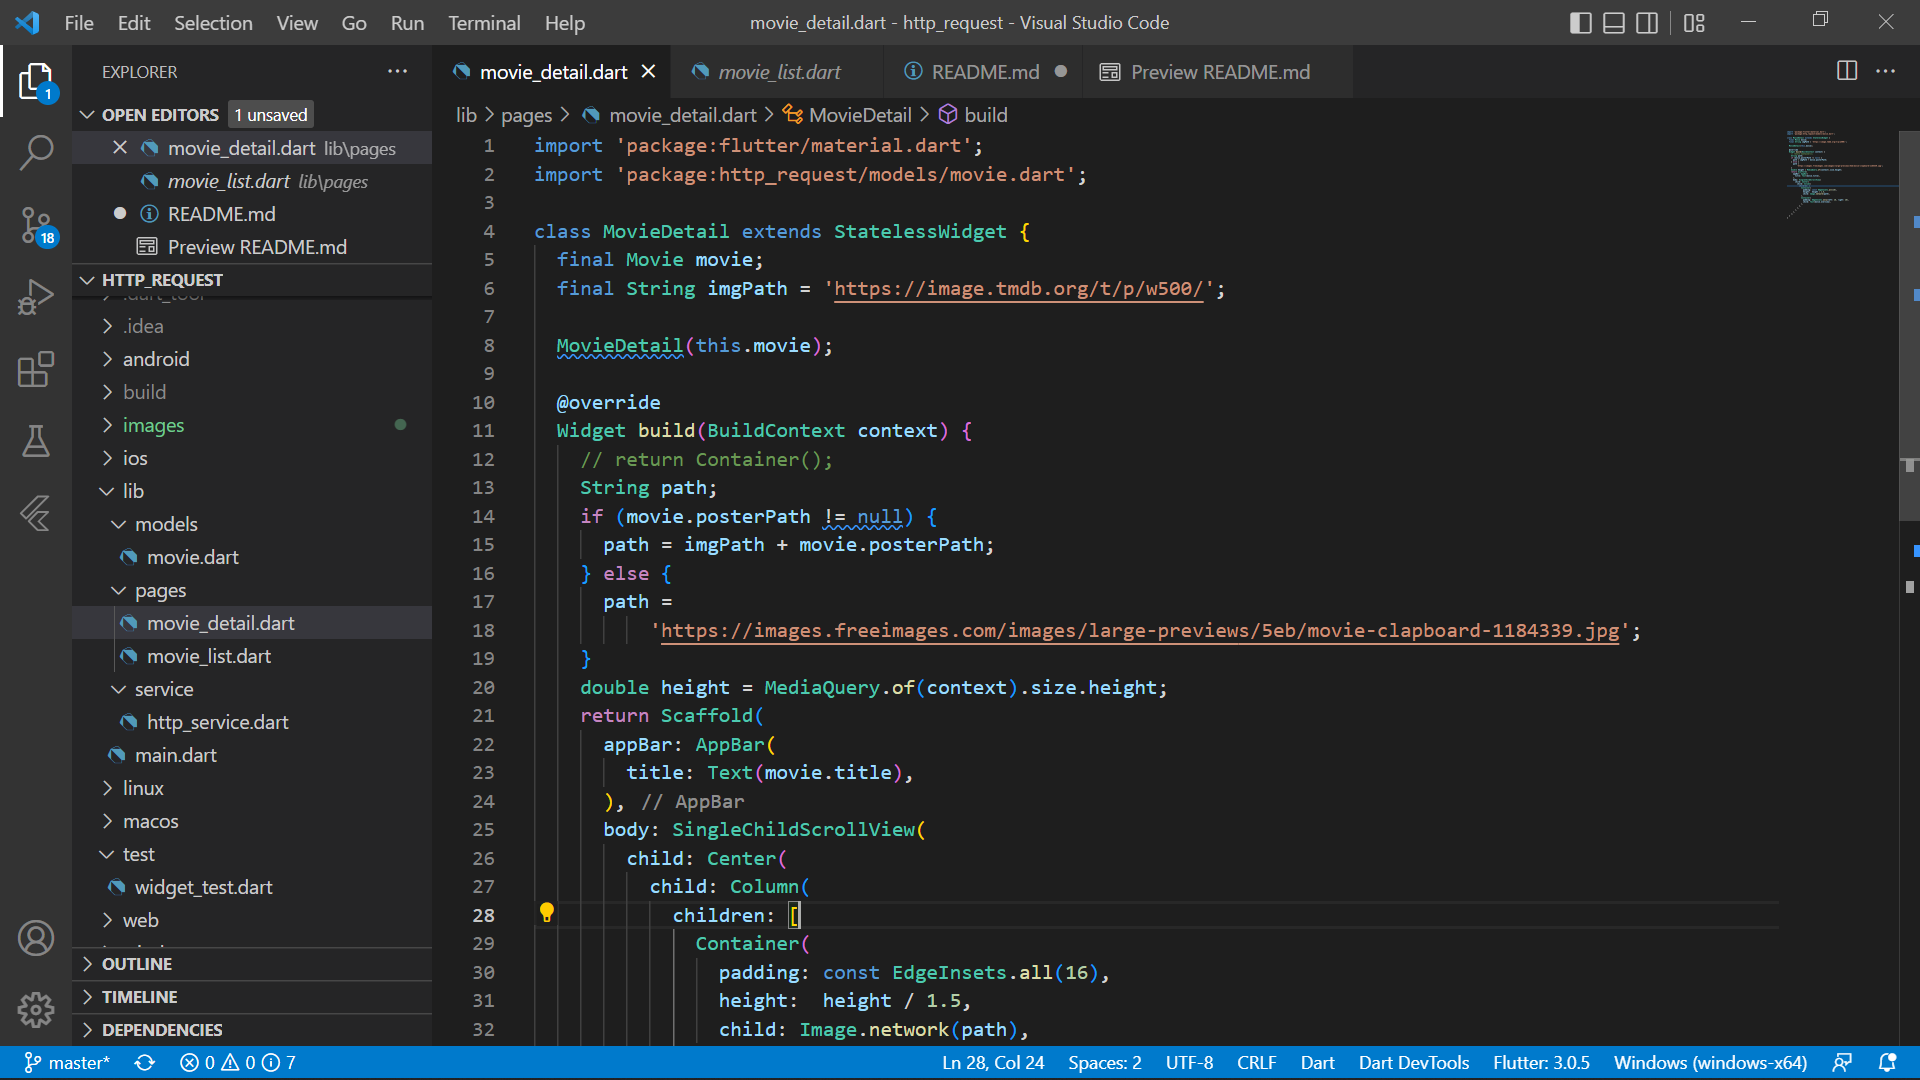 File Edit Selection View Go Run Terminal Help
movie_detail.dart - http_request - Visual Studio Code
EXPLORER
OPEN EDITORS 1 unsaved
movie_detail.dart lib\pages
movie_list.dart lib\pages
README.md
Preview README.md
HTTP_REQUEST
.dart_tool
.idea
android
build
images
ios
lib
models
movie.dart
pages
movie_detail.dart
movie_list.dart
service
http_service.dart
main.dart
linux
macos
test
widget_test.dart
web
OUTLINE
TIMELINE
DEPENDENCIES
1
18
movie_detail.dart movie_list.dart README.md Preview README.md
lib > pages > movie_detail.dart > MovieDetail > build
1 import 'package:flutter/material.dart';
2 import 'package:http_request/models/movie.dart';
3
4 class MovieDetail extends StatelessWidget {
5   final Movie movie;
6   final String imgPath = 'https://image.tmdb.org/t/p/w500/';
7
8   MovieDetail(this.movie);
9
10   @override
11   Widget build(BuildContext context) {
12     // return Container();
13     String path;
14     if (movie.posterPath != null) {
15       path = imgPath + movie.posterPath;
16     } else {
17       path =
18           'https://images.freeimages.com/images/large-previews/5eb/movie-clapboard-1184339.jpg';
19     }
20     double height = MediaQuery.of(context).size.height;
21     return Scaffold(
22       appBar: AppBar(
23         title: Text(movie.title),
24       ), // AppBar
25       body: SingleChildScrollView(
26         child: Center(
27           child: Column(
28             children: [
29               Container(
30                 padding: const EdgeInsets.all(16),
31                 height:  height / 1.5,
32                 child: Image.network(path),
master* 0 0 7
Ln 28, Col 24 Spaces: 2 UTF-8 CRLF Dart Dart DevTools Flutter: 3.0.5 Windows (windows-x64)